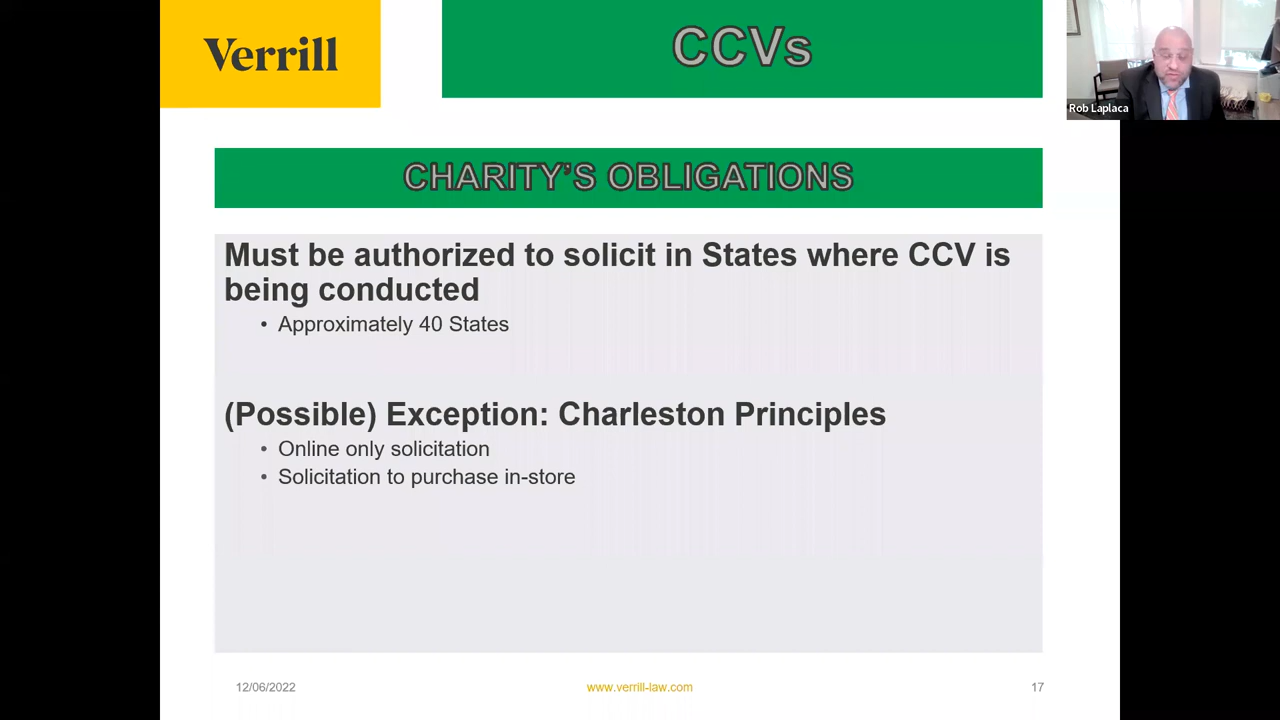 Verrill
CCVs
Rob Laplaca
CHARITY'S OBLIGATIONS
Must be authorized to solicit in States where CCV is
being conducted
• Approximately 40 States
(Possible) Exception: Charleston Principles
• Online only solicitation
• Solicitation to purchase in-store
12/06/2022
www.verrill-law.com
17